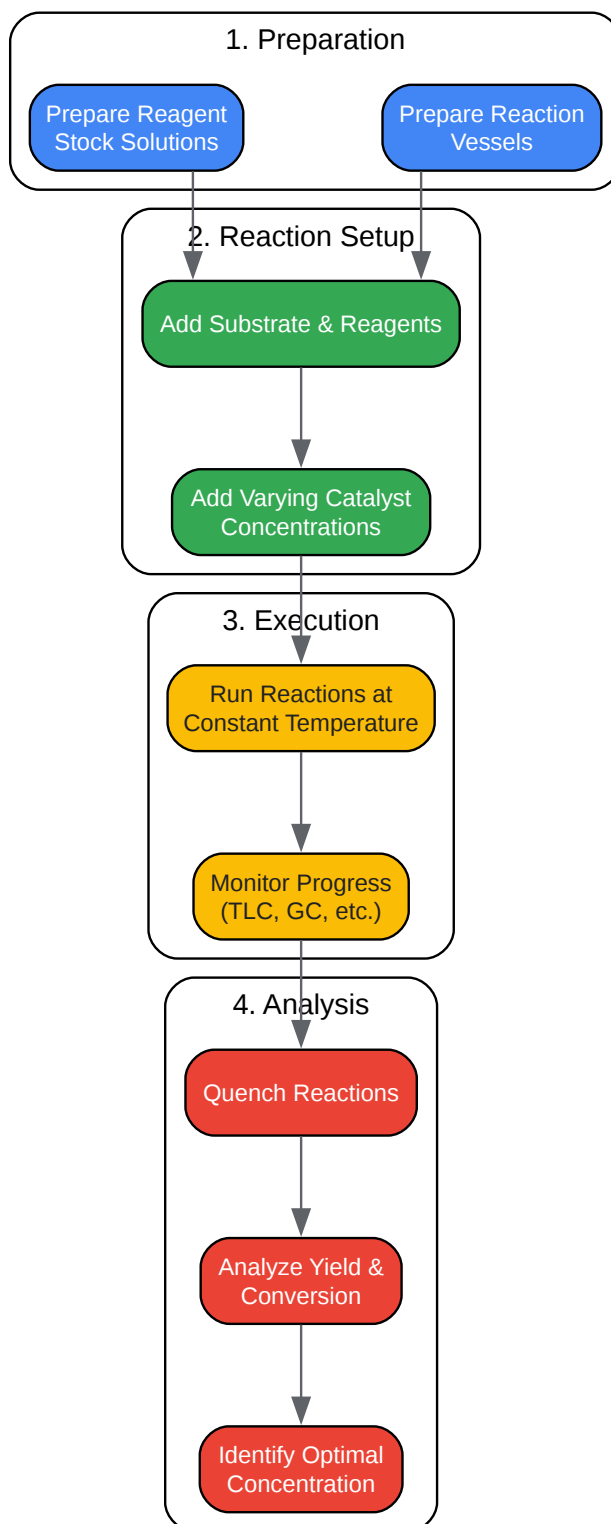 1. Preparation
Prepare Reagent
Stock Solutions
Prepare Reaction
Vessels
2. Reaction Setup
Add Substrate & Reagents
Add Varying Catalyst
Concentrations
3. Execution
Run Reactions at
Constant Temperature
Monitor Progress
(TLC, GC, etc.)
4. Analysis
Quench Reactions
Analyze Yield &
Conversion
Identify Optimal
Concentration